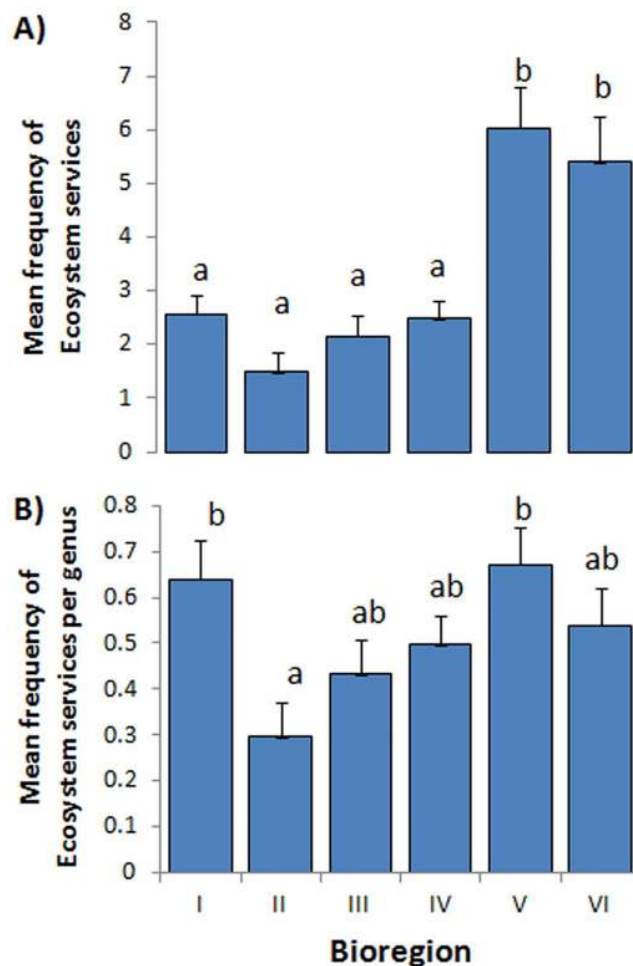 A)
Mean frequency of
Ecosystem services
8
7
6
5
4
3
2
1
0
a
a
a
a
b
b
B)
Mean frequency of
Ecosystem services per genus
0.8
0.7
0.6
0.5
0.4
0.3
0.2
0.1
0
b
a
ab
ab
b
ab
I II III IV V VI
Bioregion